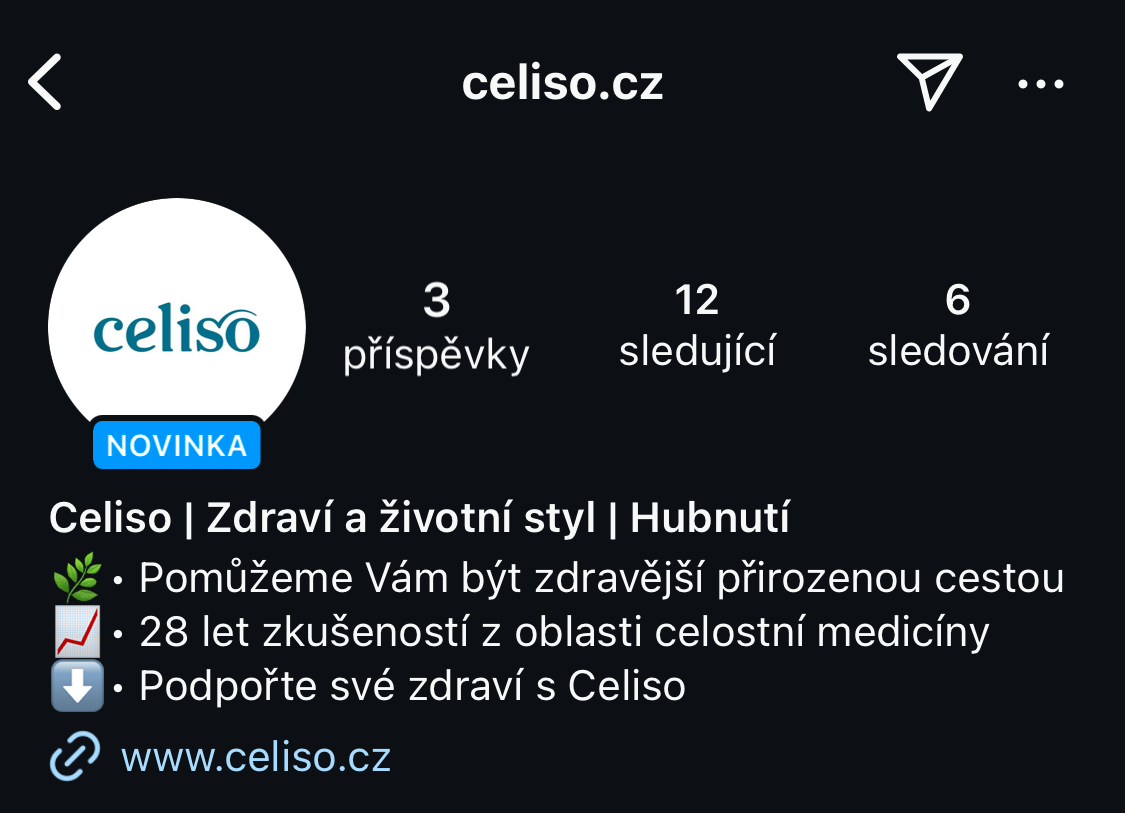 celiso.cz
celiso
NOVINKA
3 příspěvky
12 sledující
6 sledování
Celiso | Zdraví a životní styl | Hubnutí
🌿• Pomůžeme Vám být zdravější přirozenou cestou
📈• 28 let zkušeností z oblasti celostní medicíny
⬇️• Podpořte své zdraví s Celiso
www.celiso.cz